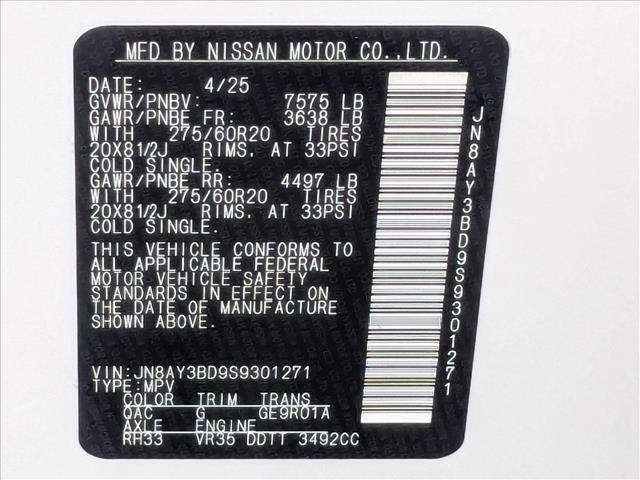 MFD BY NISSAN MOTOR CO.,LTD.
DATE: 4/25
GVWR/PNBV: 7575 LB
GAWR/PNBE FR: 3638 LB
WITH 275/60R20 TIRES
20X81/2J RIMS, AT 33PSI
COLD SINGLE.
GAWR/PNBE RR: 4497 LB
WITH 275/60R20 TIRES
20X81/2J RIMS, AT 33PSI
COLD SINGLE.
THIS VEHICLE CONFORMS TO
ALL APPLICABLE FEDERAL
MOTOR VEHICLE SAFETY
STANDARDS IN EFFECT ON
THE DATE OF MANUFACTURE
SHOWN ABOVE.
VIN:JN8AY3BD9S9301271
TYPE:MPV
COLOR TRIM TRANS
QAC G GE9R01A
AXLE ENGINE
RH33 VR35 DDTT 3492CC
JN8AY3BD9S9301271